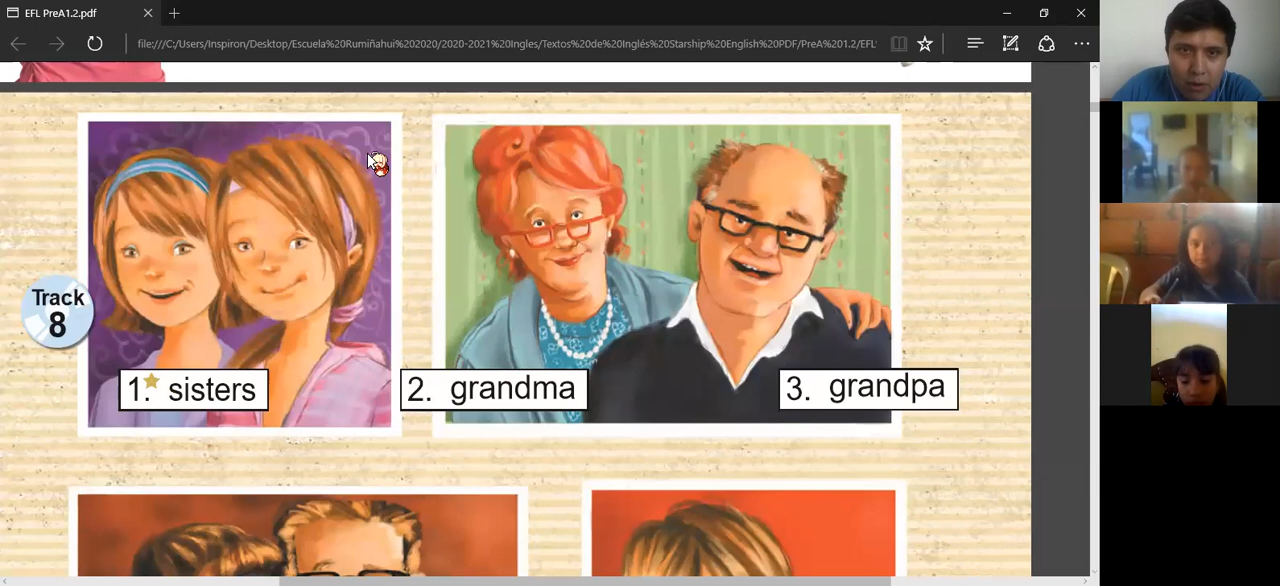 EFL PreA1.2.pdf
file:///C:/Users/Inspiron/Desktop/Escuela%20Rumiñahui%202020/2020-2021%20Ingles/Textos%20de%20Inglés%20Starship%20English%20PDF/PreA%201.2/EFL'
Track
8
1. sisters
2. grandma
3. grandpa